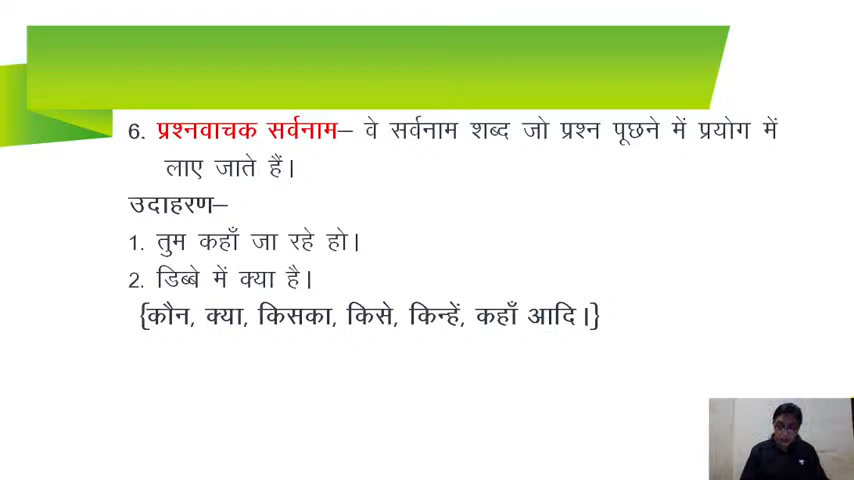 6. प्रश्नवाचक सर्वनाम– वे सर्वनाम शब्द जो प्रश्न पूछने में प्रयोग में
लाए जाते हैं।
उदाहरण–
1. तुम कहाँ जा रहे हो।
2. डिब्बे में क्या है।
{कौन, क्या, किसका, किसे, किन्हें, कहाँ आदि।}